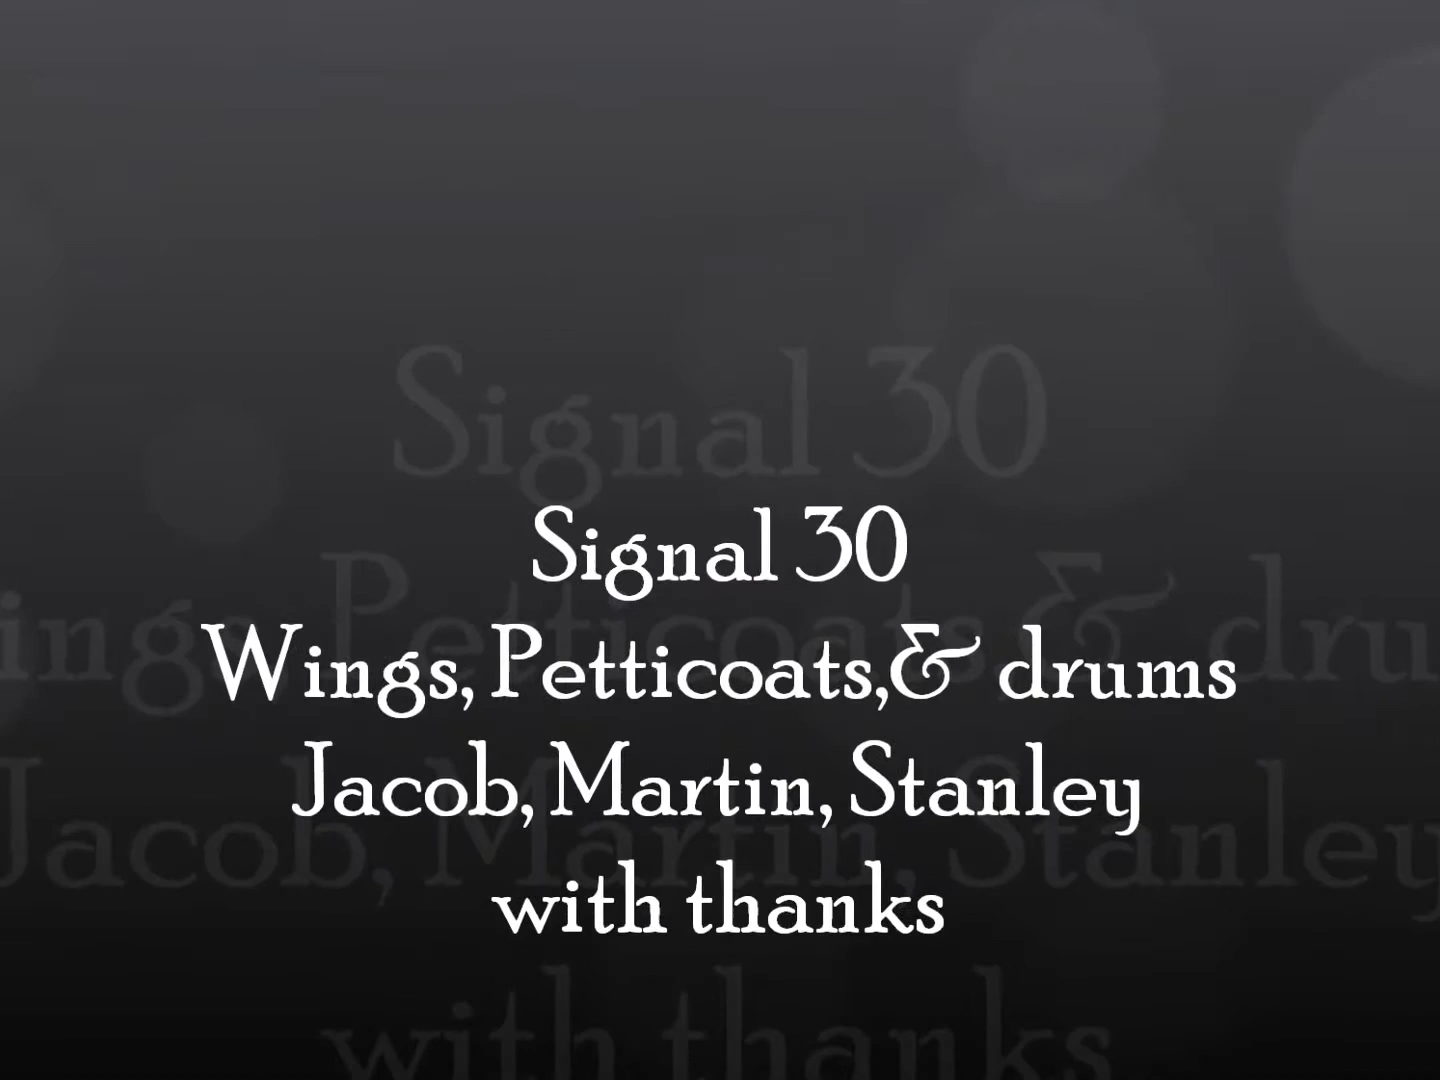 Signal 30
Wings, Petticoats,& drums
Jacob, Martin, Stanley
with thanks